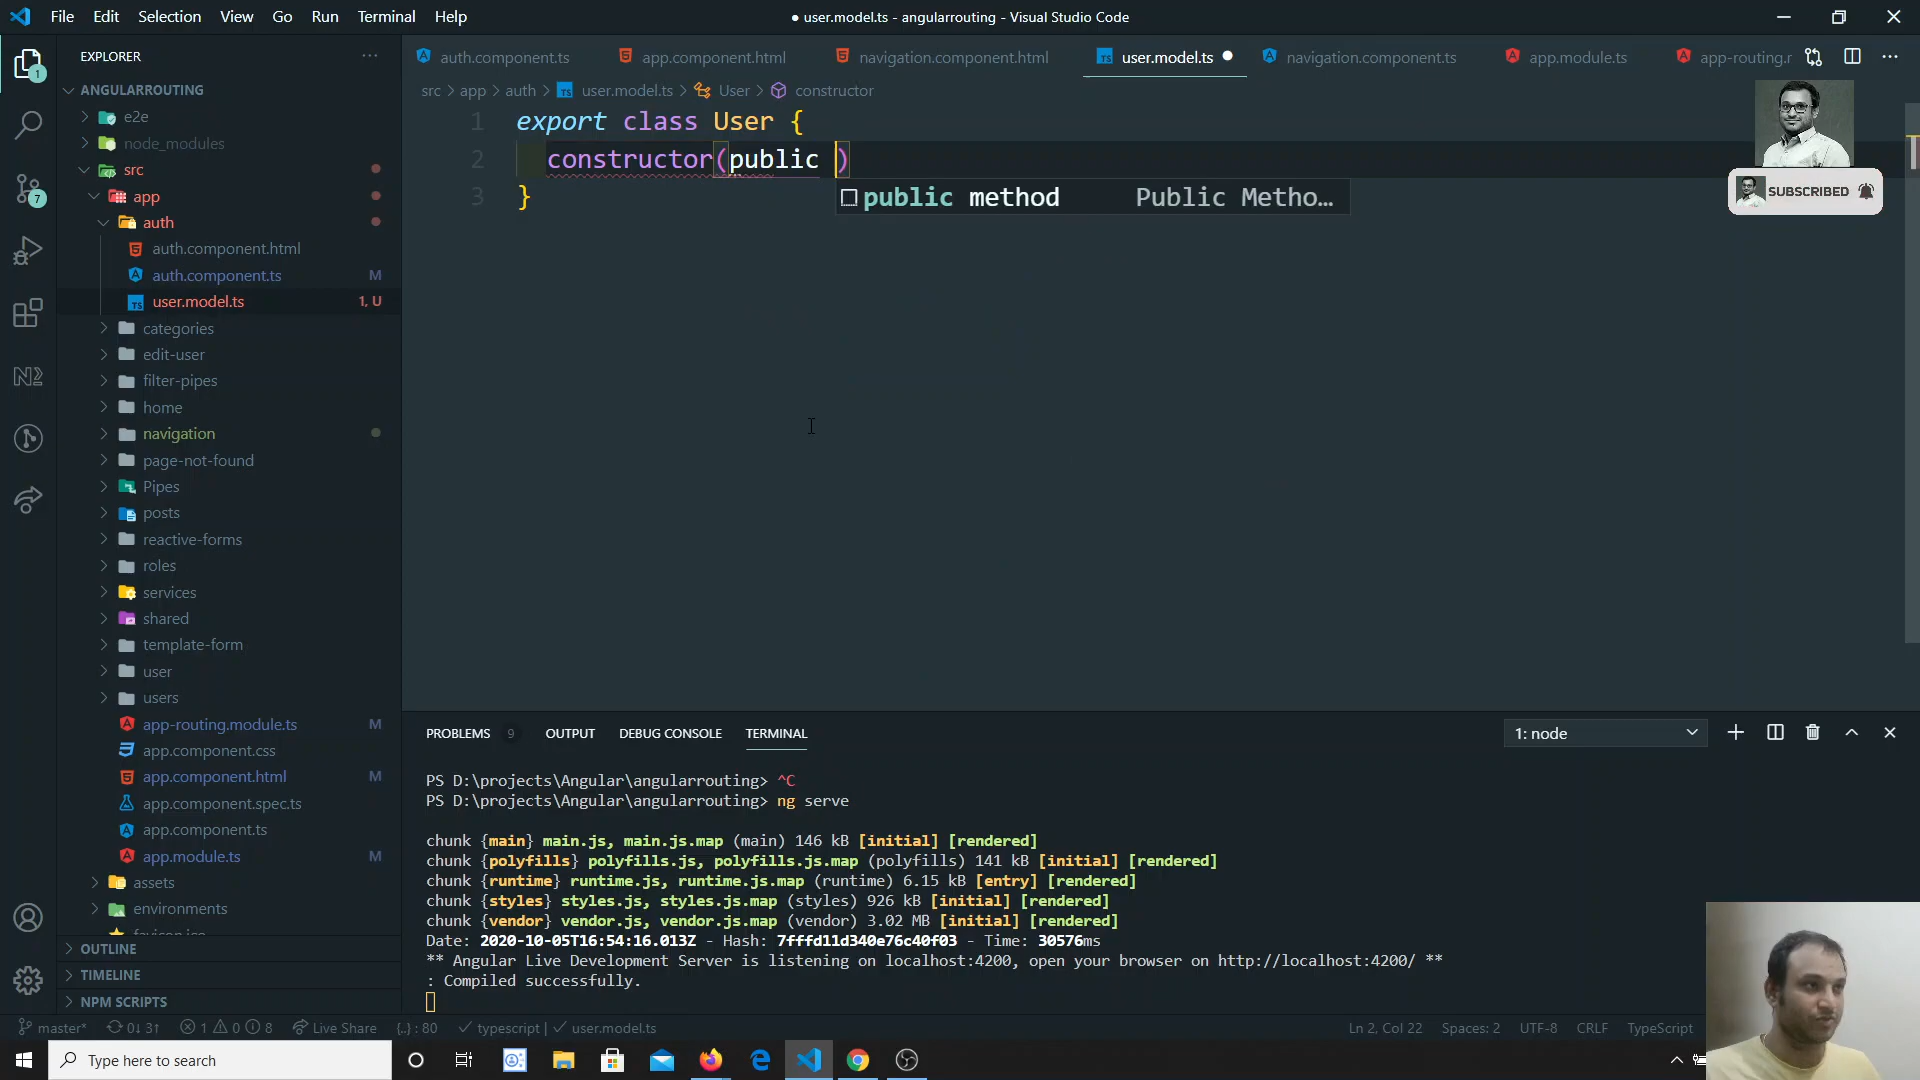 File Edit Selection View Go Run Terminal Help
● user.model.ts - angularrouting - Visual Studio Code
EXPLORER
1
7
ANGULARROUTING
e2e
node_modules
src
app
auth
auth.component.html
auth.component.ts M
user.model.ts 1, U
categories
edit-user
filter-pipes
home
navigation
page-not-found
Pipes
posts
reactive-forms
roles
services
shared
template-form
user
users
app-routing.module.ts M
app.component.css
app.component.html M
app.component.spec.ts
app.component.ts
app.module.ts M
assets
environments
OUTLINE
TIMELINE
NPM SCRIPTS
auth.component.ts app.component.html navigation.component.html user.model.ts navigation.component.ts app.module.ts app-routing.r
src > app > auth > user.model.ts > User > constructor
1 export class User {
2 constructor(public )
3 }
public method Public Metho...
SUBSCRIBED
PROBLEMS 9 OUTPUT DEBUG CONSOLE TERMINAL
1: node
PS D:\projects\Angular\angularrouting> ^C
PS D:\projects\Angular\angularrouting> ng serve
chunk {main} main.js, main.js.map (main) 146 kB [initial] [rendered]
chunk {polyfills} polyfills.js, polyfills.js.map (polyfills) 141 kB [initial] [rendered]
chunk {runtime} runtime.js, runtime.js.map (runtime) 6.15 kB [entry] [rendered]
chunk {styles} styles.js, styles.js.map (styles) 926 kB [initial] [rendered]
chunk {vendor} vendor.js, vendor.js.map (vendor) 3.02 MB [initial] [rendered]
Date: 2020-10-05T16:54:16.013Z - Hash: 7fffd11d340e76c40f03 - Time: 30576ms
** Angular Live Development Server is listening on localhost:4200, open your browser on http://localhost:4200/ **
: Compiled successfully.
master* 0↓ 3↑ 1 0 8 Live Share {..} : 80 typescript | user.model.ts
Ln 2, Col 22 Spaces: 2 UTF-8 CRLF TypeScript
Type here to search